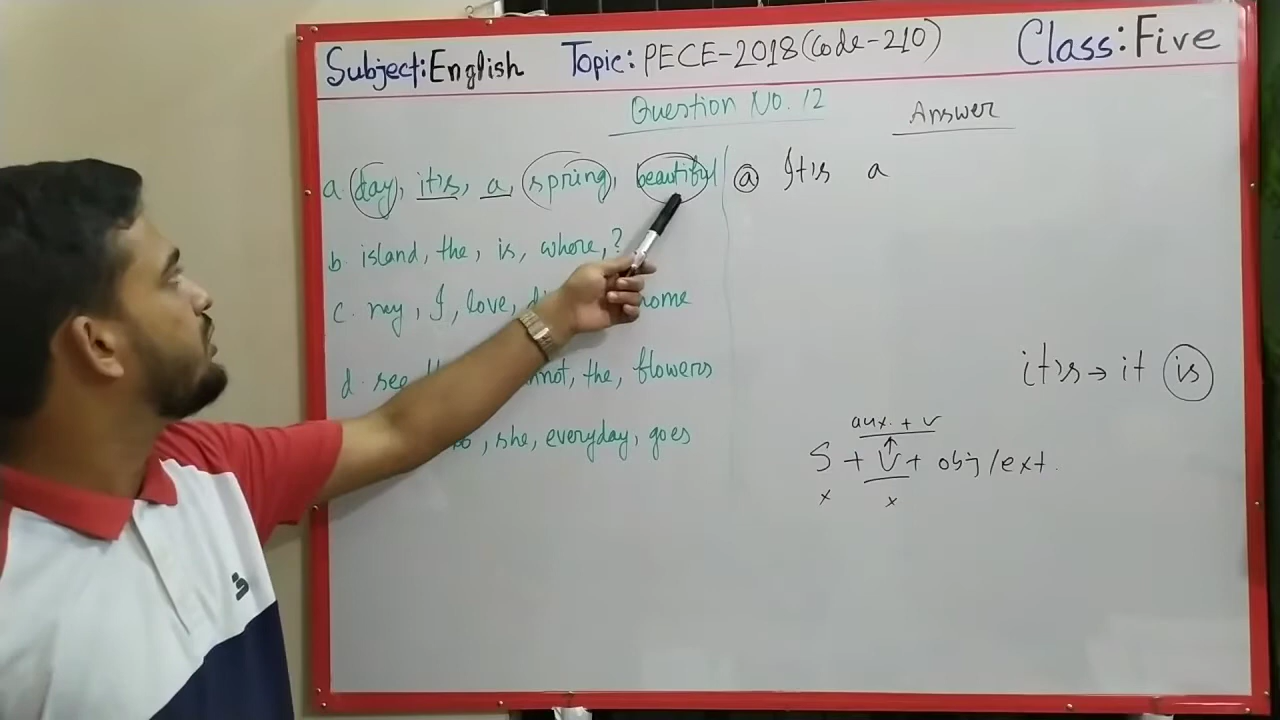 Subject:English Topic: PECE-2018(Code-210) Class: Five
Question No. 12 Answer
a. day, it's, a, spring, beautiful
ⓐ It's a
b. island, the, is, where, ?
c. my, I, love, home
d. see not, the, flowers
, she, everyday, goes
it's → it is
aux. + v
S + V + obj/ext.
x x